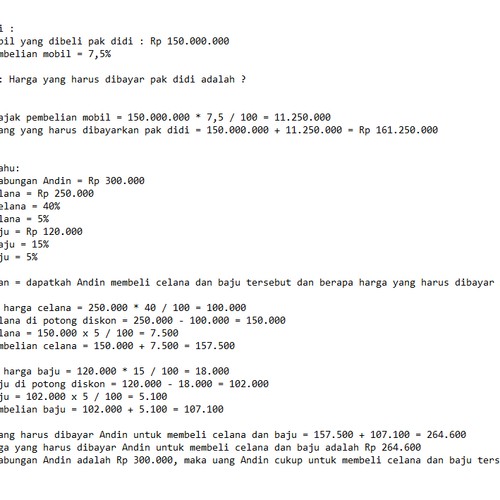 i :
bil yang dibeli pak didi : Rp 150.000.000
mbelian mobil = 7,5%
: Harga yang harus dibayar pak didi adalah ?
ajak pembelian mobil = 150.000.000 * 7,5 / 100 = 11.250.000
ang yang harus dibayarkan pak didi = 150.000.000 + 11.250.000 = Rp 161.250.000
ahu:
abungan Andin = Rp 300.000
elana = Rp 250.000
elana = 40%
elana = 5%
ju = Rp 120.000
aju = 15%
ju = 5%
an = dapatkah Andin membeli celana dan baju tersebut dan berapa harga yang harus dibayar
harga celana = 250.000 * 40 / 100 = 100.000
lana di potong diskon = 250.000 - 100.000 = 150.000
lana = 150.000 x 5 / 100 = 7.500
mbelian celana = 150.000 + 7.500 = 157.500
harga baju = 120.000 * 15 / 100 = 18.000
ju di potong diskon = 120.000 - 18.000 = 102.000
ju = 102.000 x 5 / 100 = 5.100
mbelian baju = 102.000 + 5.100 = 107.100
ang harus dibayar Andin untuk membeli celana dan baju = 157.500 + 107.100 = 264.600
ga yang harus dibayar Andin untuk membeli celana dan baju adalah Rp 264.600
abungan Andin adalah Rp 300.000, maka uang Andin cukup untuk membeli celana dan baju ters